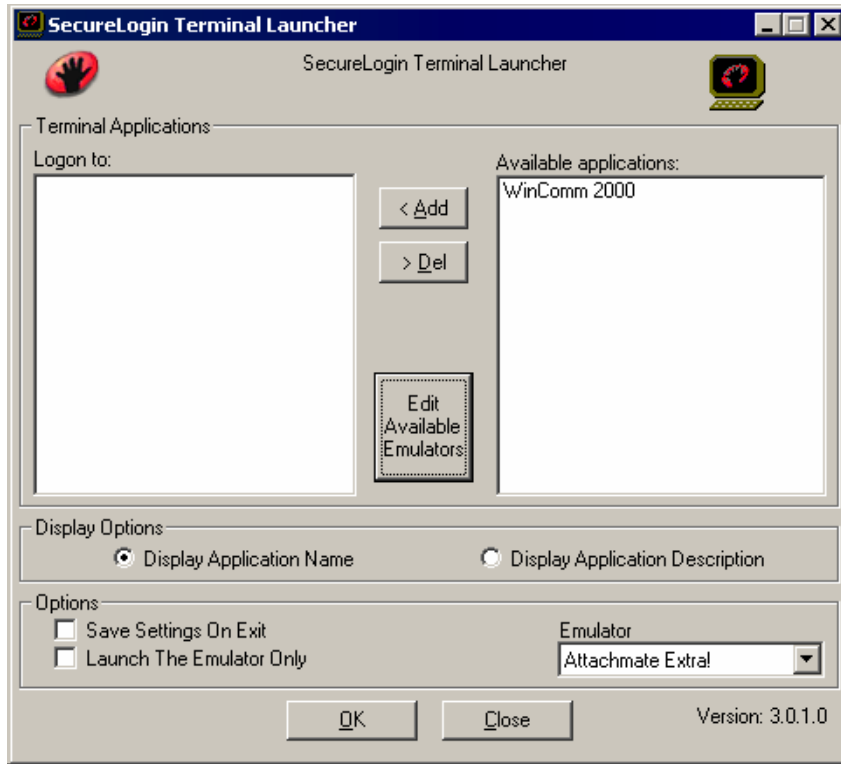 SecureLogin Terminal Launcher
SecureLogin Terminal Launcher
Terminal Applications
Logon to:
Available applications:
WinComm 2000
< Add
> Del
Edit
Available
Emulators
Display Options
Display Application Name
Display Application Description
Options
Save Settings On Exit
Launch The Emulator Only
Emulator
Attachmate Extra!
OK
Close
Version: 3.0.1.0